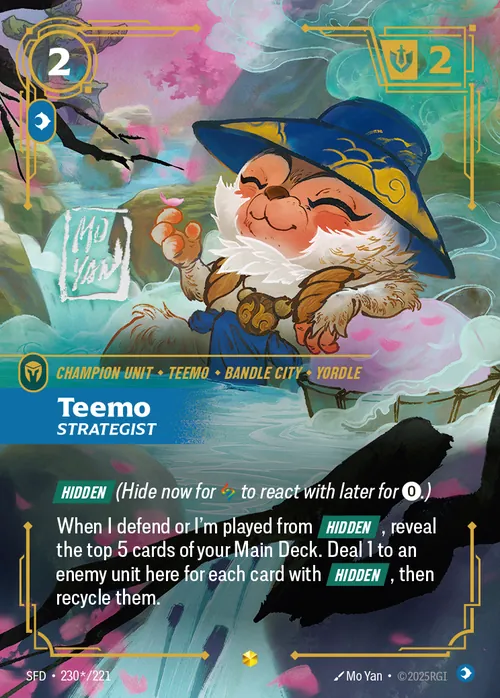 2
2
MO
YAN
CHAMPION UNIT • TEEMO • BANDLE CITY • YORDLE
Teemo
STRATEGIST
HIDDEN (Hide now for to react with later for 0.)
When I defend or I'm played from HIDDEN, reveal
the top 5 cards of your Main Deck. Deal 1 to an
enemy unit here for each card with HIDDEN, then
recycle them.
SFD • 230*/221
Mo Yan • ©2025RGI